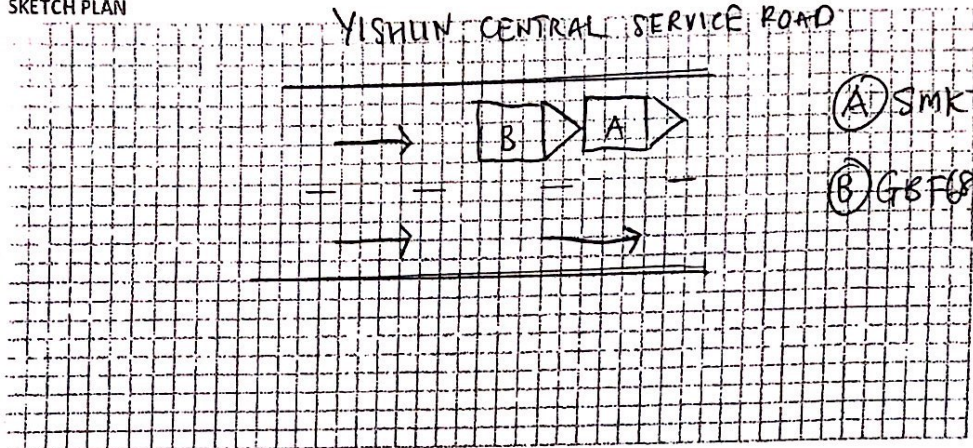 SKETCH PLAN
YISHUN CENTRAL SERVICE ROAD
B A
A SMK
B GBF68